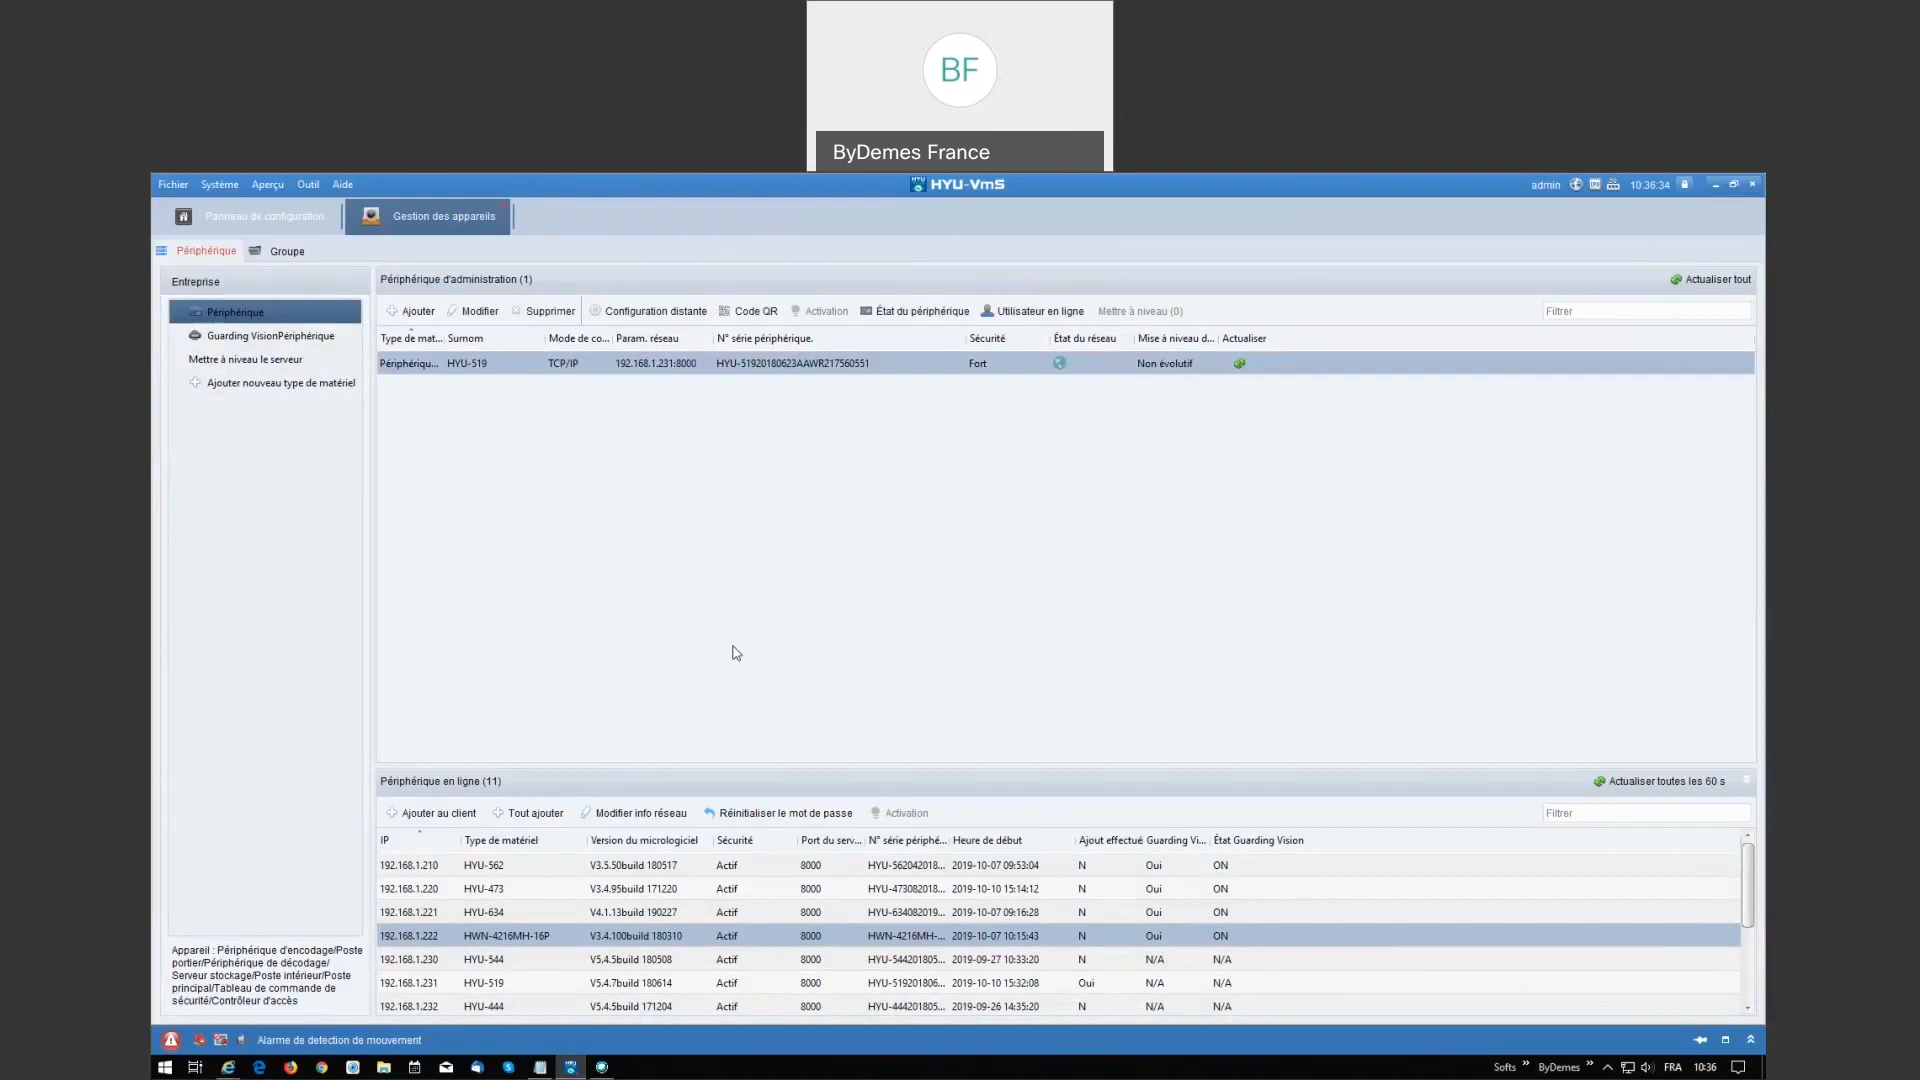 BF
ByDemes France
Fichier Système Aperçu Outil Aide HYU-VmS admin 10:36:34
Panneau de configuration Gestion des appareils
Périphérique Groupe
Entreprise
Périphérique
Guarding VisionPériphérique
Mettre à niveau le serveur
Ajouter nouveau type de matériel
Appareil : Périphérique d'encodage/Poste
portier/Périphérique de décodage/
Serveur stockage/Poste intérieur/Poste
principal/Tableau de commande de
sécurité/Contrôleur d'accès
Périphérique d'administration (1) Actualiser tout
Ajouter Modifier Supprimer Configuration distante Code QR Activation État du périphérique Utilisateur en ligne Mettre à niveau (0) Filtrer
Type de mat... Surnom Mode de co... Param. réseau N° série périphérique. Sécurité État du réseau Mise à niveau d... Actualiser
Périphériqu... HYU-519 TCP/IP 192.168.1.231:8000 HYU-51920180623AAWR217560551 Fort Non évolutif
Périphérique en ligne (11) Actualiser toutes les 60 s
Ajouter au client Tout ajouter Modifier info réseau Réinitialiser le mot de passe Activation Filtrer
IP Type de matériel Version du micrologiciel Sécurité Port du serv... N° série périphé... Heure de début Ajout effectué Guarding Vi... État Guarding Vision
192.168.1.210 HYU-562 V3.5.50build 180517 Actif 8000 HYU-562042018... 2019-10-07 09:53:04 N Oui ON
192.168.1.220 HYU-473 V3.4.95build 171220 Actif 8000 HYU-473082018... 2019-10-10 15:14:12 N Oui ON
192.168.1.221 HYU-634 V4.1.13build 190227 Actif 8000 HYU-634082019... 2019-10-07 09:16:28 N Oui ON
192.168.1.222 HWN-4216MH-16P V3.4.100build 180310 Actif 8000 HWN-4216MH-... 2019-10-07 10:15:43 N Oui ON
192.168.1.230 HYU-544 V5.4.5build 180508 Actif 8000 HYU-544201805... 2019-09-27 10:33:20 N N/A N/A
192.168.1.231 HYU-519 V5.4.7build 180614 Actif 8000 HYU-519201806... 2019-10-10 15:32:08 Oui N/A N/A
192.168.1.232 HYU-444 V5.4.5build 171204 Actif 8000 HYU-444201805... 2019-09-26 14:35:20 N N/A N/A
Alarme de detection de mouvement
Softs ByDemes FRA 10:36